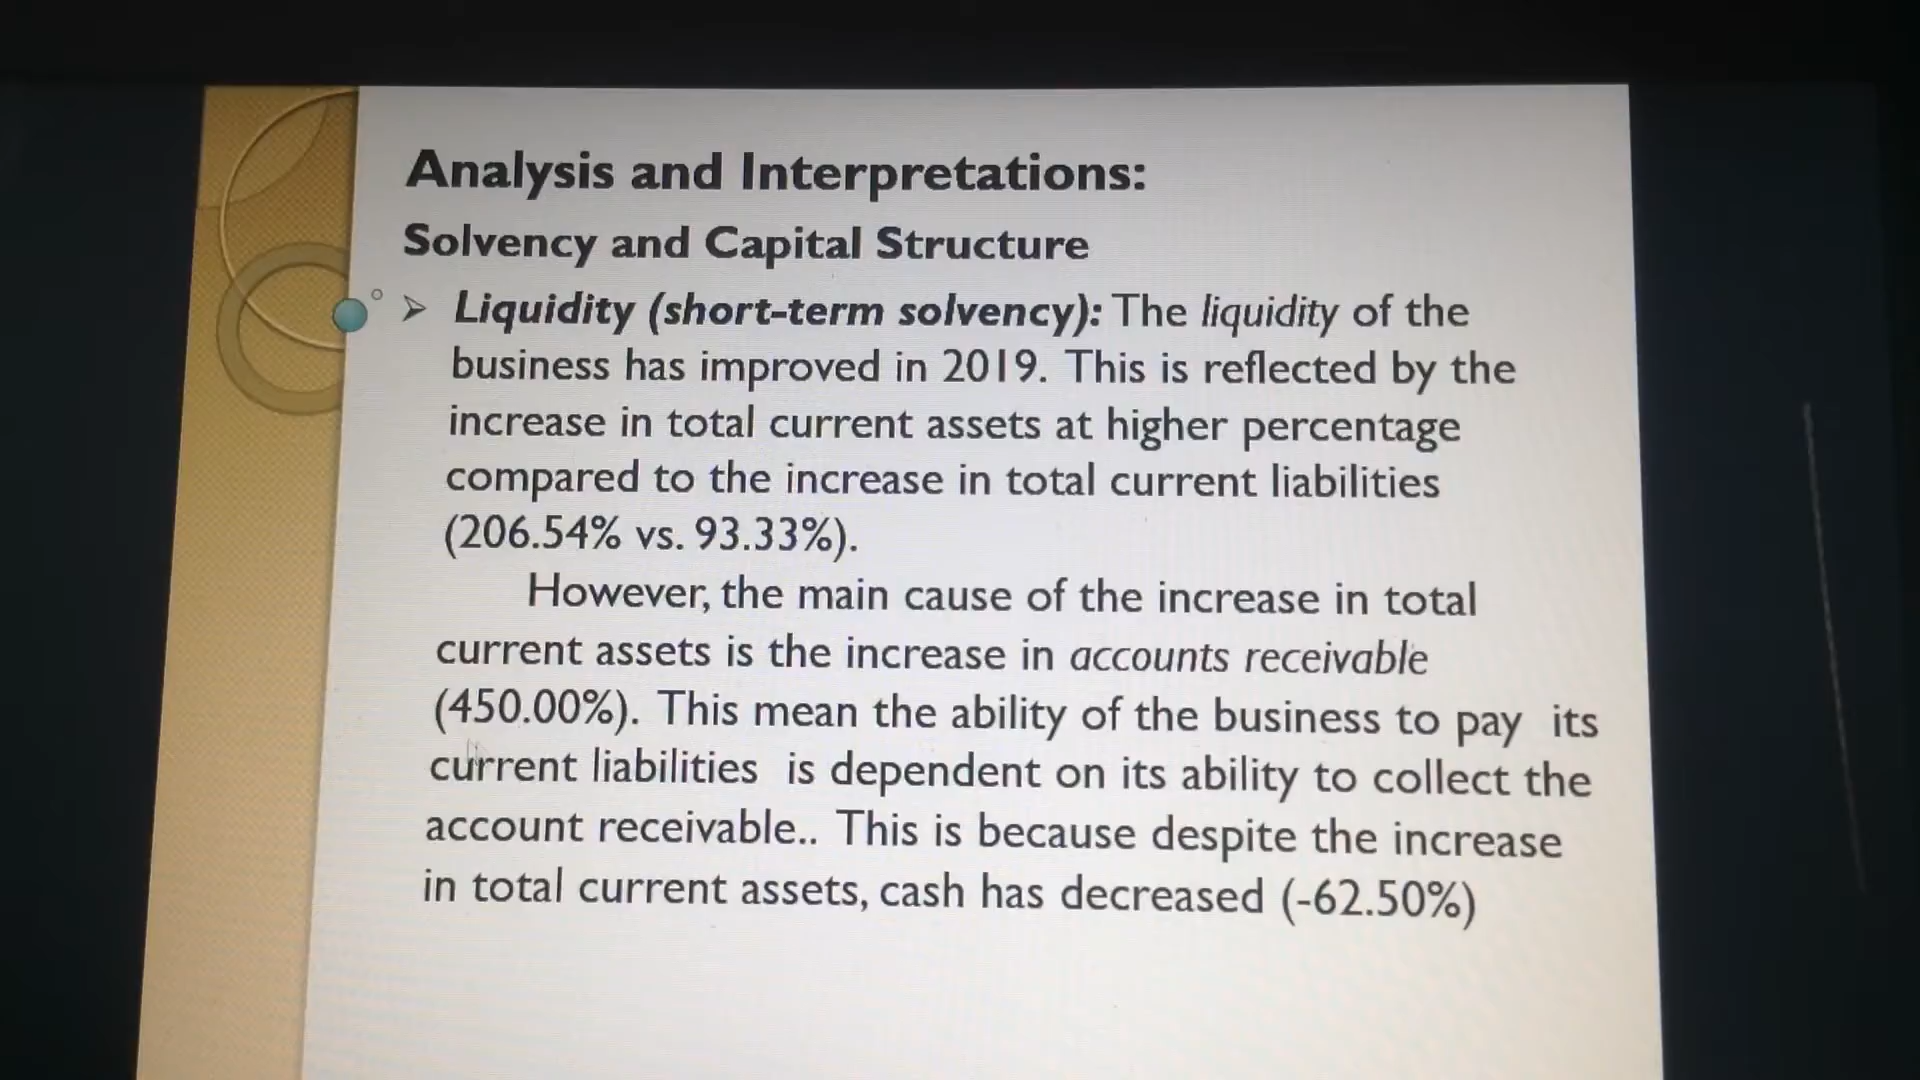 Analysis and Interpretations:
Solvency and Capital Structure
➢ Liquidity (short-term solvency): The liquidity of the
business has improved in 2019. This is reflected by the
increase in total current assets at higher percentage
compared to the increase in total current liabilities
(206.54% vs. 93.33%).
However, the main cause of the increase in total
current assets is the increase in accounts receivable
(450.00%). This mean the ability of the business to pay its
current liabilities is dependent on its ability to collect the
account receivable.. This is because despite the increase
in total current assets, cash has decreased (-62.50%)